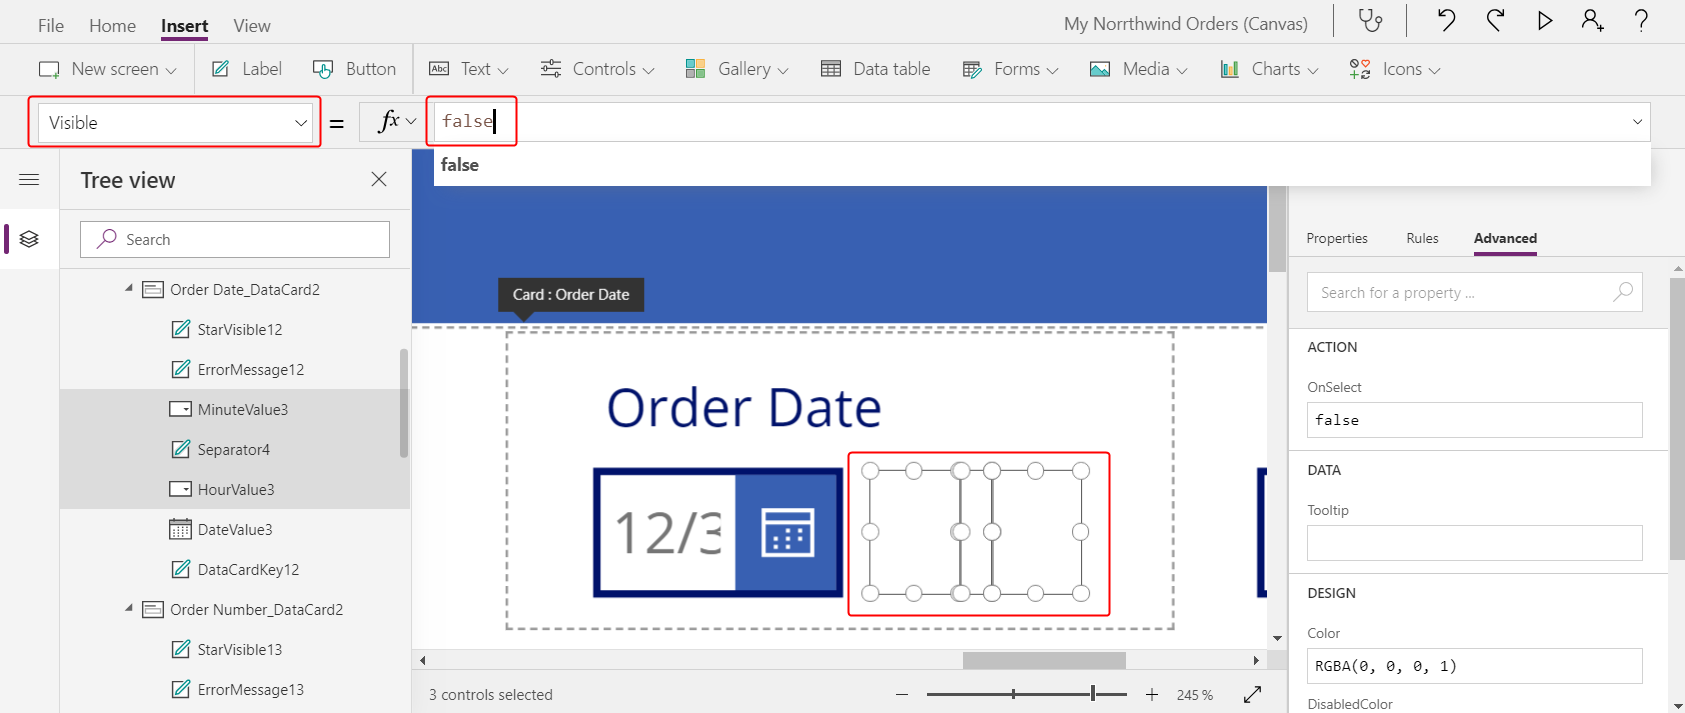 File Home Insert View My Norrthwind Orders (Canvas) ?
New screen Label Button Abc Text Controls Gallery Data table Forms Media Charts Icons
Visible = fx false
false
Tree view
Search
Order Date_DataCard2
StarVisible12
ErrorMessage12
MinuteValue3
Separator4
HourValue3
DateValue3
DataCardKey12
Order Number_DataCard2
StarVisible13
ErrorMessage13
Card : Order Date
Order Date
12/3
3 controls selected
245 %
Properties Rules Advanced
Search for a property ...
ACTION
OnSelect
false
DATA
Tooltip
DESIGN
Color
RGBA(0, 0, 0, 1)
DisabledColor